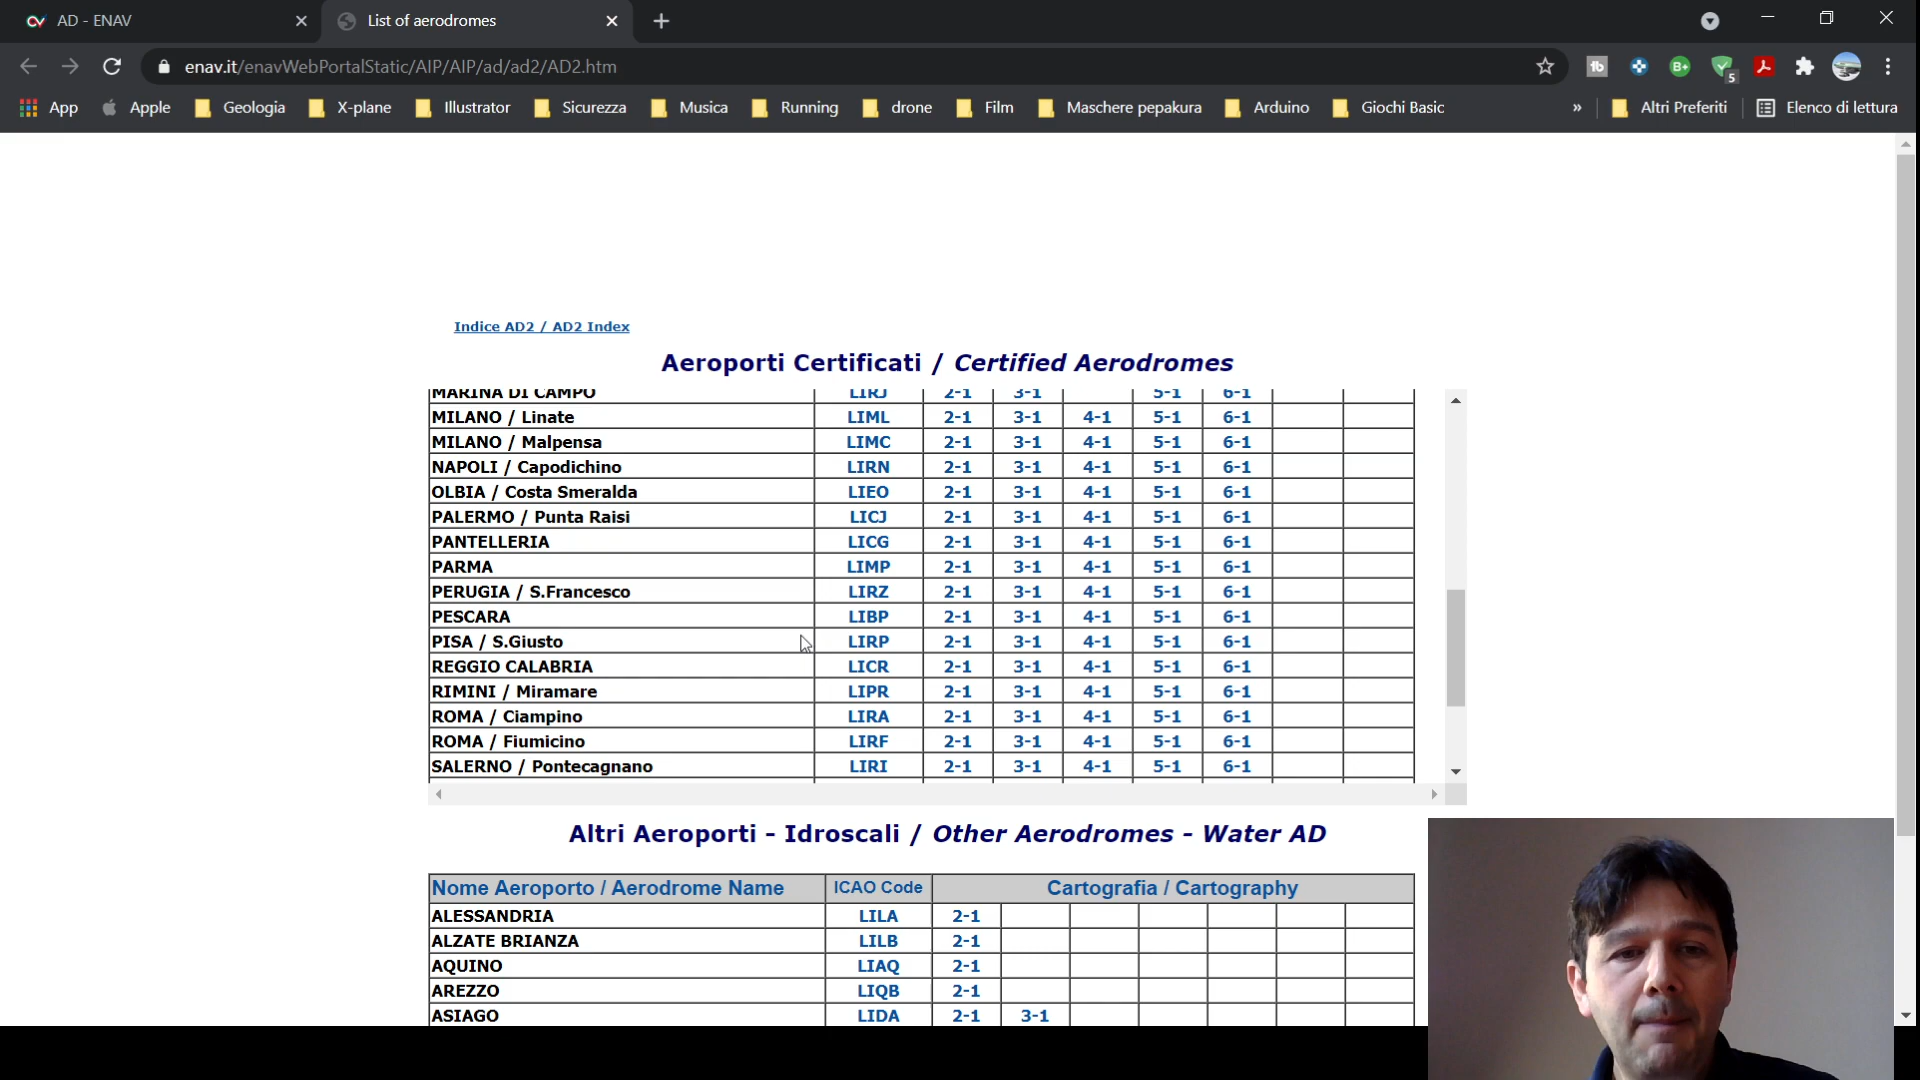 AD - ENAV
List of aerodromes
enav.it/enavWebPortalStatic/AIP/AIP/ad/ad2/AD2.htm
App Apple Geologia X-plane Illustrator Sicurezza Musica Running drone Film Maschere pepakura Arduino Giochi Basic » Altri Preferiti Elenco di lettura
Indice AD2 / AD2 Index
Aeroporti Certificati / Certified Aerodromes
MARINA DI CAMPO LIRJ 2-1 3-1 5-1 6-1
MILANO / Linate LIML 2-1 3-1 4-1 5-1 6-1
MILANO / Malpensa LIMC 2-1 3-1 4-1 5-1 6-1
NAPOLI / Capodichino LIRN 2-1 3-1 4-1 5-1 6-1
OLBIA / Costa Smeralda LIEO 2-1 3-1 4-1 5-1 6-1
PALERMO / Punta Raisi LICJ 2-1 3-1 4-1 5-1 6-1
PANTELLERIA LICG 2-1 3-1 4-1 5-1 6-1
PARMA LIMP 2-1 3-1 4-1 5-1 6-1
PERUGIA / S.Francesco LIRZ 2-1 3-1 4-1 5-1 6-1
PESCARA LIBP 2-1 3-1 4-1 5-1 6-1
PISA / S.Giusto LIRP 2-1 3-1 4-1 5-1 6-1
REGGIO CALABRIA LICR 2-1 3-1 4-1 5-1 6-1
RIMINI / Miramare LIPR 2-1 3-1 4-1 5-1 6-1
ROMA / Ciampino LIRA 2-1 3-1 4-1 5-1 6-1
ROMA / Fiumicino LIRF 2-1 3-1 4-1 5-1 6-1
SALERNO / Pontecagnano LIRI 2-1 3-1 4-1 5-1 6-1
Altri Aeroporti - Idroscali / Other Aerodromes - Water AD
Nome Aeroporto / Aerodrome Name ICAO Code Cartografia / Cartography
ALESSANDRIA LILA 2-1
ALZATE BRIANZA LILB 2-1
AQUINO LIAQ 2-1
AREZZO LIQB 2-1
ASIAGO LIDA 2-1 3-1